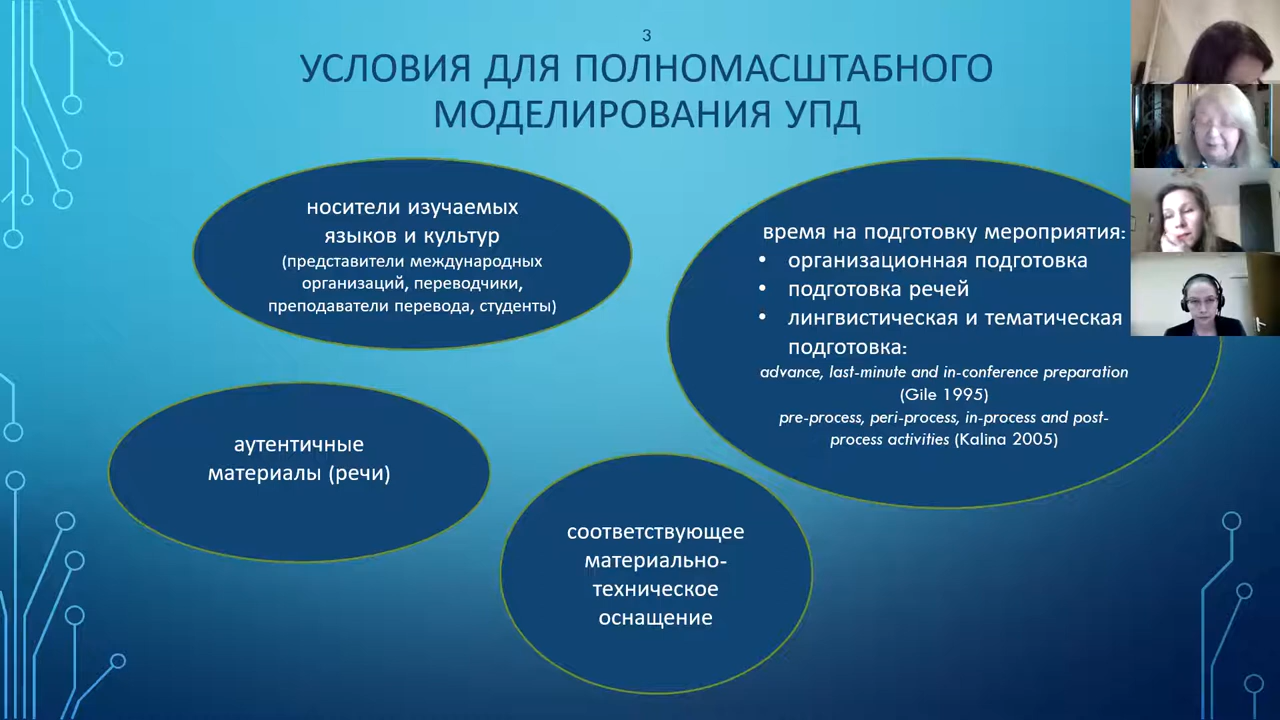 3
УСЛОВИЯ ДЛЯ ПОЛНОМАСШТАБНОГО
МОДЕЛИРОВАНИЯ УПД
носители изучаемых
языков и культур
(представители международных
организаций, переводчики,
преподаватели перевода, студенты)
время на подготовку мероприятия:
• организационная подготовка
• подготовка речей
• лингвистическая и тематическая
подготовка:
advance, last-minute and in-conference preparation
(Gile 1995)
pre-process, peri-process, in-process and post-
process activities (Kalina 2005)
аутентичные
материалы (речи)
соответствующее
материально-
техническое
оснащение